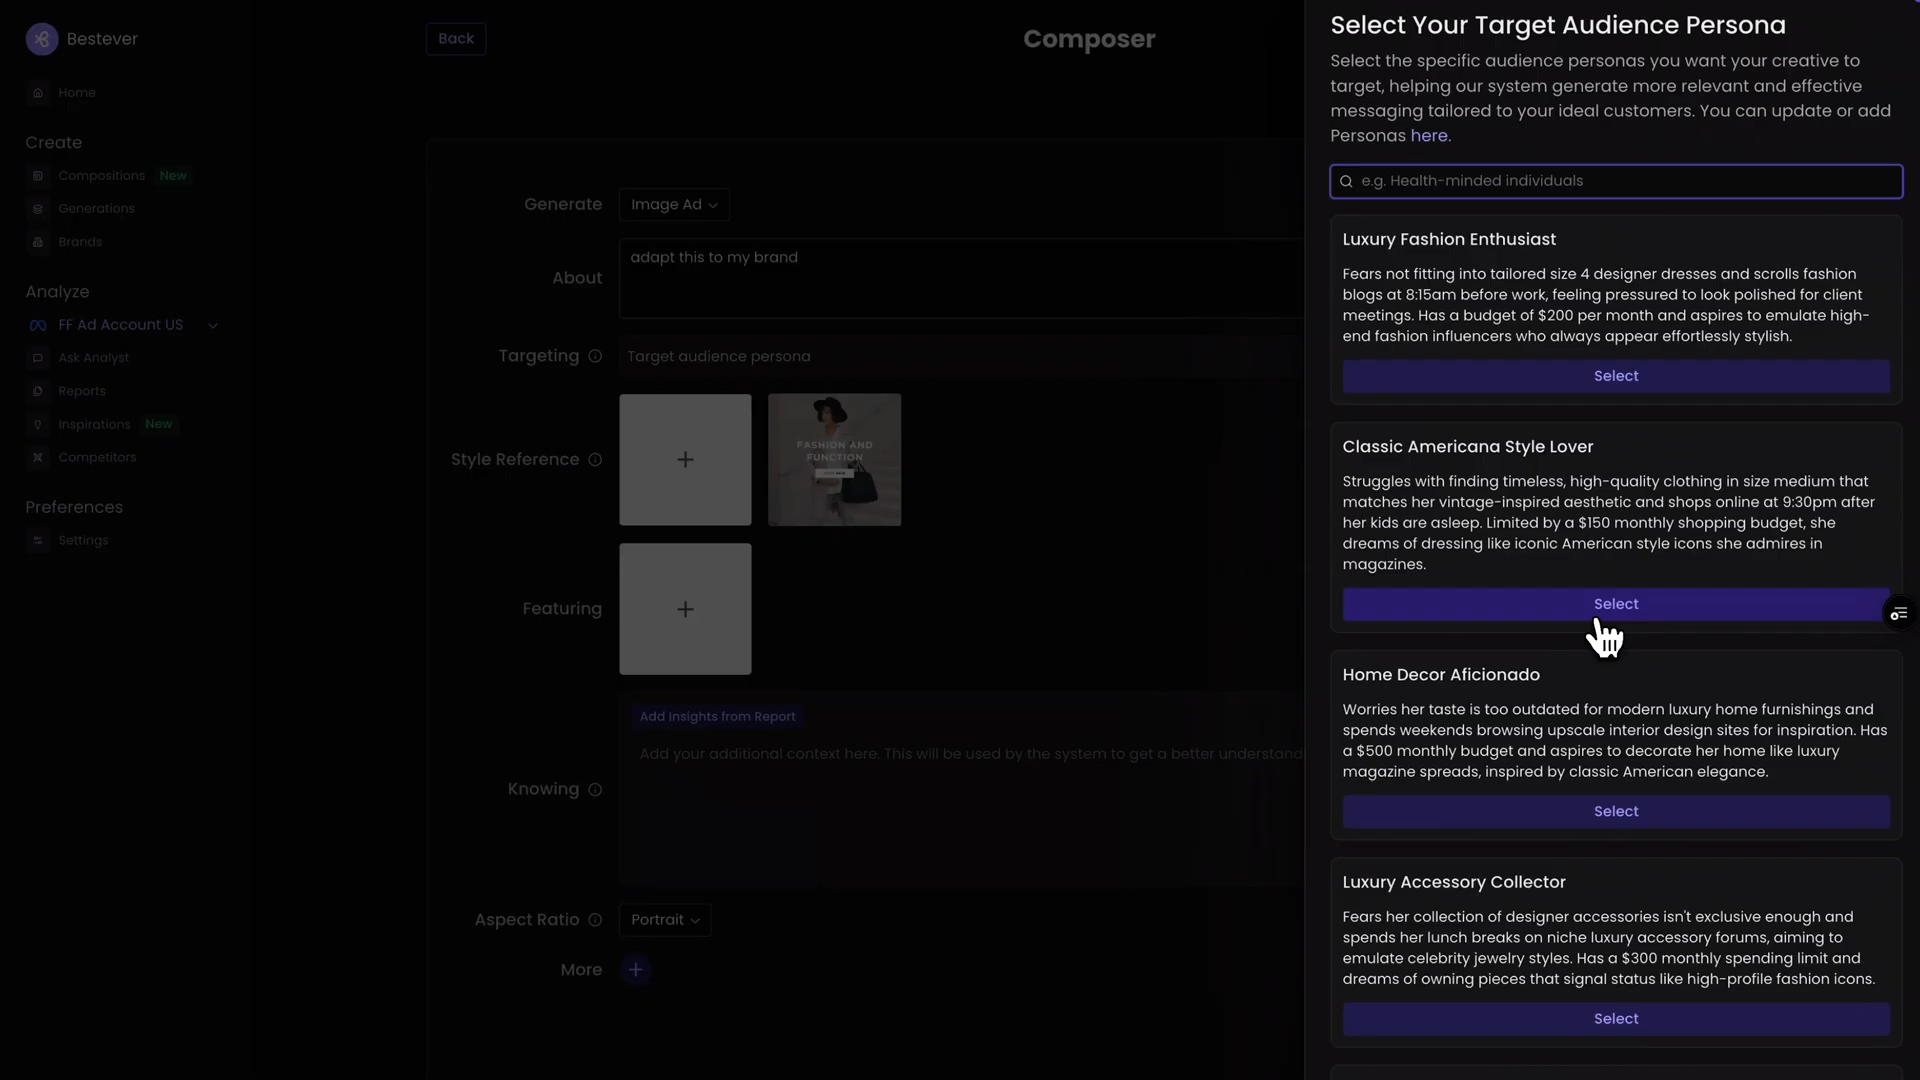 Bestever
Home
Create
Compositions New
Generations
Brands
Analyze
FF Ad Account US
Ask Analyst
Reports
Inspirations New
Competitors
Preferences
Settings
Back
Composer
Generate
Image Ad
About
adapt this to my brand
Targeting
Target audience persona
Style Reference
FASHION AND
FUNCTION
Featuring
Add Insights from Report
Knowing
Add your additional context here. This will be used by the system to get a better understand
Aspect Ratio
Portrait
More
Select Your Target Audience Persona
Select the specific audience personas you want your creative to
target, helping our system generate more relevant and effective
messaging tailored to your ideal customers. You can update or add
Personas here.
e.g. Health-minded individuals
Luxury Fashion Enthusiast
Fears not fitting into tailored size 4 designer dresses and scrolls fashion
blogs at 8:15am before work, feeling pressured to look polished for client
meetings. Has a budget of $200 per month and aspires to emulate high-
end fashion influencers who always appear effortlessly stylish.
Select
Classic Americana Style Lover
Struggles with finding timeless, high-quality clothing in size medium that
matches her vintage-inspired aesthetic and shops online at 9:30pm after
her kids are asleep. Limited by a $150 monthly shopping budget, she
dreams of dressing like iconic American style icons she admires in
magazines.
Select
Home Decor Aficionado
Worries her taste is too outdated for modern luxury home furnishings and
spends weekends browsing upscale interior design sites for inspiration. Has
a $500 monthly budget and aspires to decorate her home like luxury
magazine spreads, inspired by classic American elegance.
Select
Luxury Accessory Collector
Fears her collection of designer accessories isn't exclusive enough and
spends her lunch breaks on niche luxury accessory forums, aiming to
emulate celebrity jewelry styles. Has a $300 monthly spending limit and
dreams of owning pieces that signal status like high-profile fashion icons.
Select